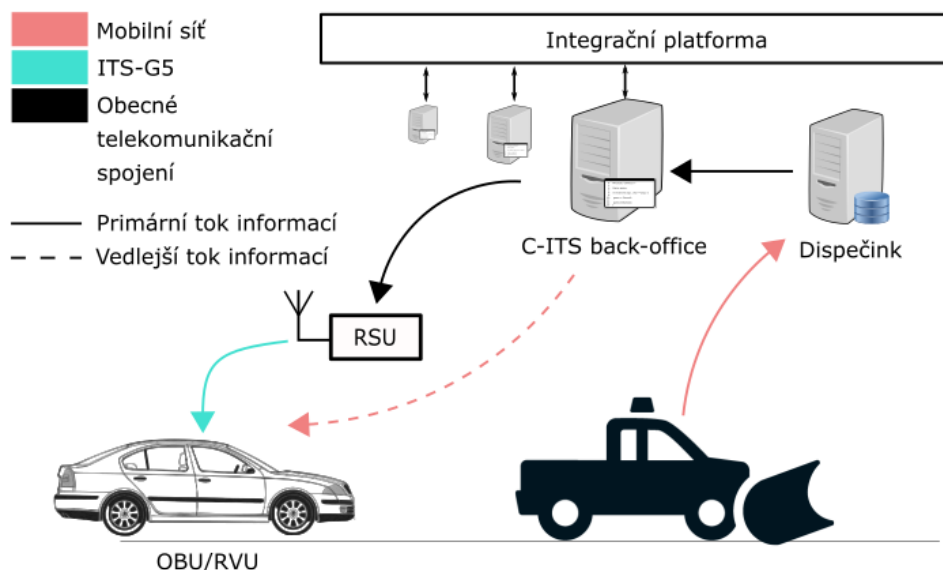 Mobilní síť
ITS-G5
Obecné
telekomunikační
spojení
Primární tok informací
Vedlejší tok informací
Integrační platforma
C-ITS back-office
Dispečink
RSU
OBU/RVU